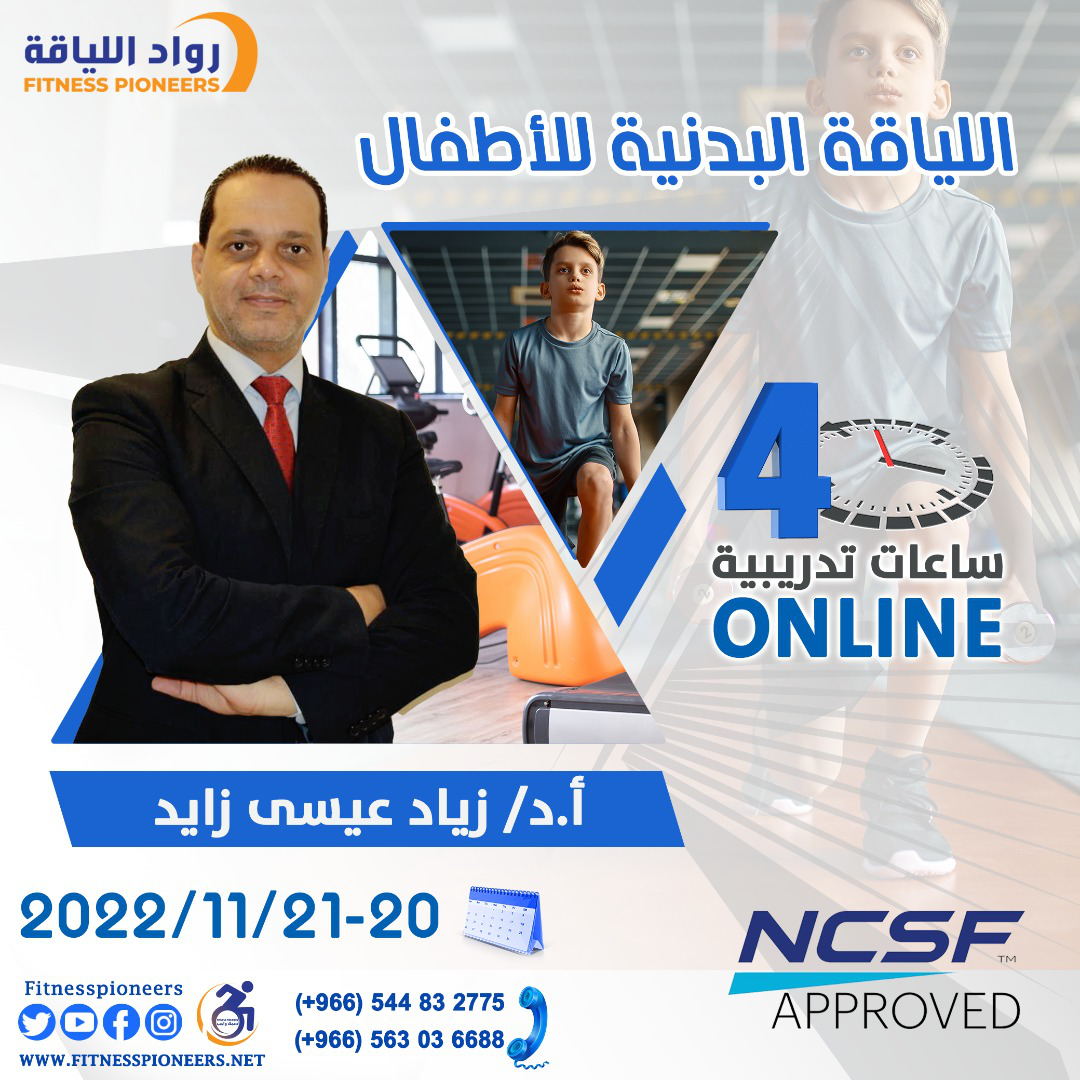 رواد اللياقة
FITNESS PIONEERS
اللياقة البدنية للأطفال
4
ساعات تدريبية
ONLINE
أ.د/ زياد عيسى زايد
2022/11/21-20
NCSF
TM
APPROVED
Fitnesspioneers
WWW.FITNESSPIONEERS.NET
(+966) 544 83 2775
(+966) 563 03 6688